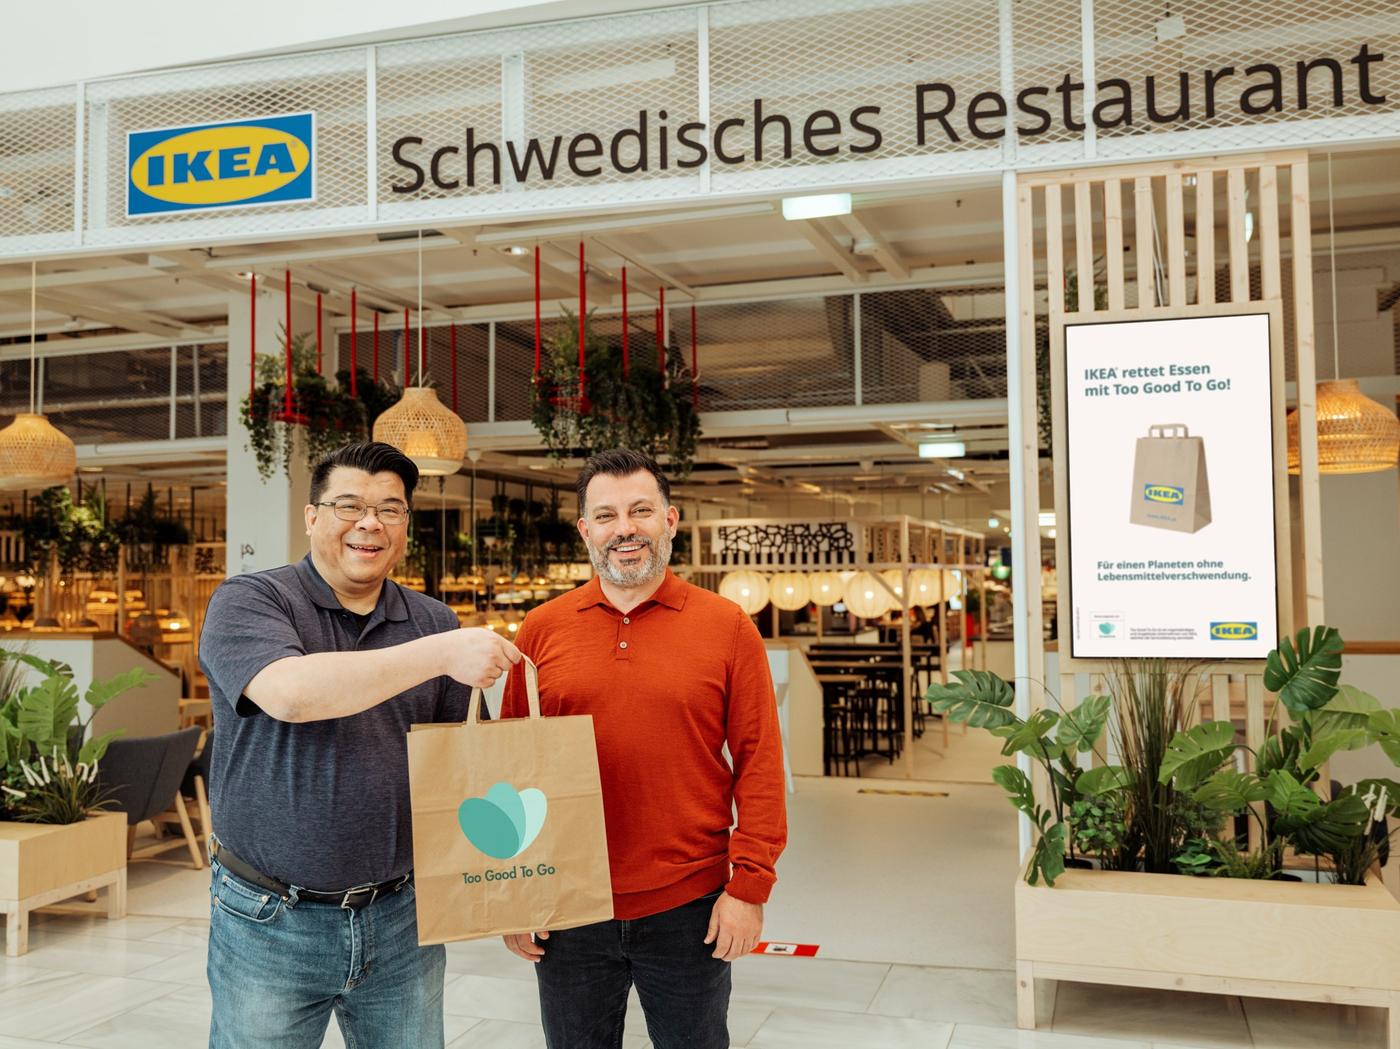 IKEA
Schwedisches Restaurant
IKEA rettet Essen
mit Too Good To Go!
IKEA
Für einen Planeten ohne
Lebensmittelverschwendung.
IKEA
Too Good To Go